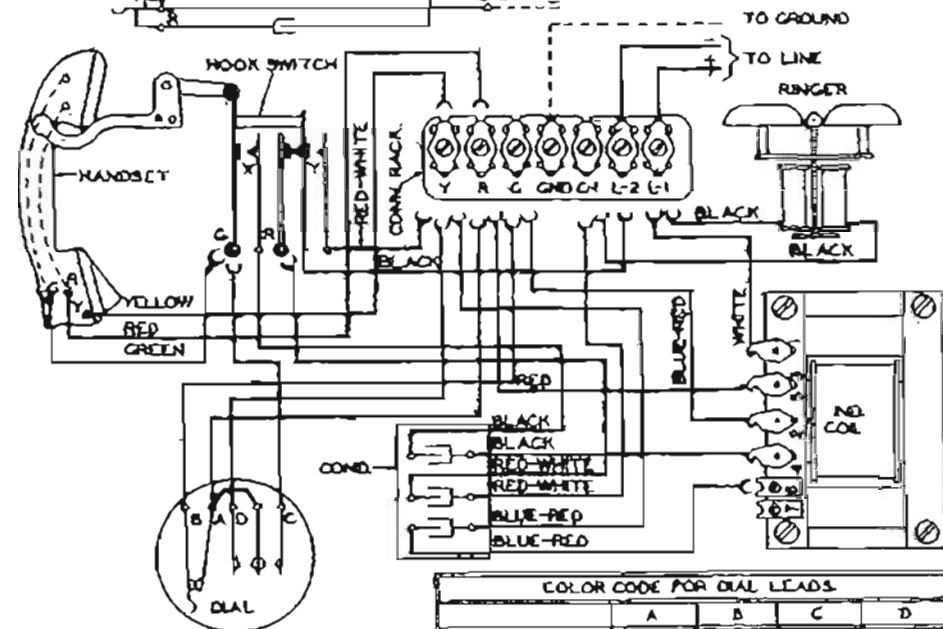 TO GROUND
TO LINE
HOOK SWITCH
RINGER
HANDSET
RED-WHITE
CONN. RACK.
Y R C GND CN L-2 L-1
X Y
BLACK
BLACK
BLACK
G R
G R Y
YELLOW
RED
GREEN
BLUE-RED
WHITE
RED
IND.
COIL
BLACK
BLACK
RED-WHITE
RED-WHITE
BLUE-RED
BLUE-RED
COND.
B A D C
DIAL
COLOR CODE FOR DIAL LEADS
A B C D